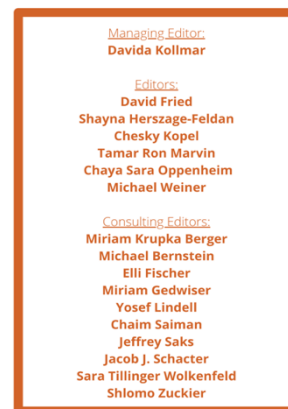 Managing Editor:
Davida Kollmar
Editors:
David Fried
Shayna Herszage-Feldan
Chesky Kopel
Tamar Ron Marvin
Chaya Sara Oppenheim
Michael Weiner
Consulting Editors:
Miriam Krupka Berger
Michael Bernstein
Elli Fischer
Miriam Gedwiser
Yosef Lindell
Chaim Saiman
Jeffrey Saks
Jacob J. Schacter
Sara Tillinger Wolkenfeld
Shlomo Zuckier